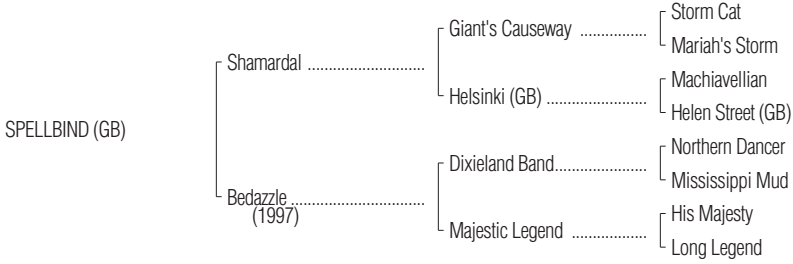 Storm Cat
Giant's Causeway ................
Mariah's Storm
Shamardal ............................
Machiavellian
Helsinki (GB) ........................
Helen Street (GB)
SPELLBIND (GB)
Northern Dancer
Dixieland Band......................
Mississippi Mud
Bedazzle ................................
(1997)
His Majesty
Majestic Legend ..................
Long Legend